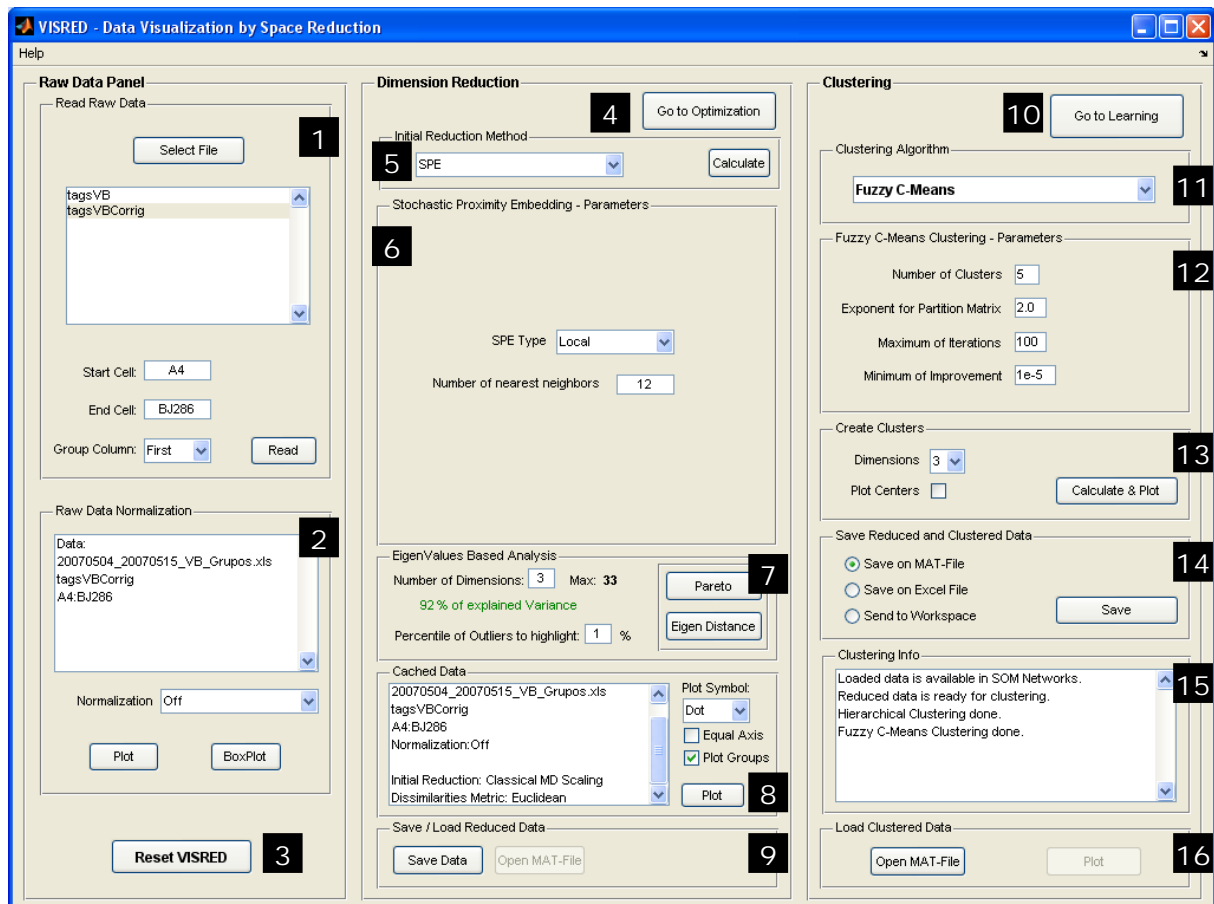 VISRED - Data Visualization by Space Reduction
Help
Raw Data Panel
Read Raw Data
1
Select File
tagsVB
tagsVBCorrig
Start Cell: A4
End Cell: BJ286
Group Column: First Read
Raw Data Normalization
2
Data:
20070504_20070515_VB_Grupos.xls
tagsVBCorrig
A4:BJ286
Normalization Off
Plot BoxPlot
Reset VISRED 3
Dimension Reduction
4 Go to Optimization
Initial Reduction Method
5 SPE Calculate
Stochastic Proximity Embedding - Parameters
6
SPE Type Local
Number of nearest neighbors 12
EigenValues Based Analysis
Number of Dimensions: 3 Max: 33
92 % of explained Variance
Percentile of Outliers to highlight: 1 %
Pareto 7
Eigen Distance
Cached Data
20070504_20070515_VB_Grupos.xls
tagsVBCorrig
A4:BJ286
Normalization:Off
Initial Reduction: Classical MD Scaling
Dissimilarities Metric: Euclidean
Plot Symbol:
Dot
Equal Axis
Plot Groups
Plot 8
Save / Load Reduced Data
Save Data Open MAT-File 9
Clustering
10 Go to Learning
Clustering Algorithm
Fuzzy C-Means 11
Fuzzy C-Means Clustering - Parameters
12
Number of Clusters 5
Exponent for Partition Matrix 2.0
Maximum of Iterations 100
Minimum of Improvement 1e-5
Create Clusters
Dimensions 3 13
Plot Centers Calculate & Plot
Save Reduced and Clustered Data
Save on MAT-File 14
Save on Excel File
Send to Workspace Save
Clustering Info
Loaded data is available in SOM Networks. 15
Reduced data is ready for clustering.
Hierarchical Clustering done.
Fuzzy C-Means Clustering done.
Load Clustered Data
Open MAT-File Plot 16